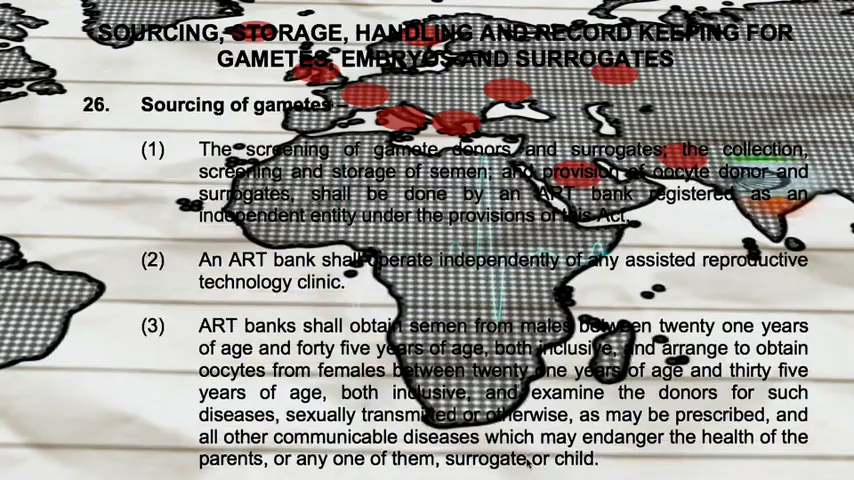 SOURCING, STORAGE, HANDLING AND RECORD KEEPING FOR
GAMETES, EMBRYOS AND SURROGATES
26. Sourcing of gametes –
(1) The screening of gamete donors and surrogates; the collection,
screening and storage of semen; and provision of oocyte donor and
surrogates, shall be done by an ART bank registered as an
independent entity under the provisions of this Act.
(2) An ART bank shall operate independently of any assisted reproductive
technology clinic.
(3) ART banks shall obtain semen from males between twenty one years
of age and forty five years of age, both inclusive, and arrange to obtain
oocytes from females between twenty one years of age and thirty five
years of age, both inclusive, and examine the donors for such
diseases, sexually transmitted or otherwise, as may be prescribed, and
all other communicable diseases which may endanger the health of the
parents, or any one of them, surrogate or child.